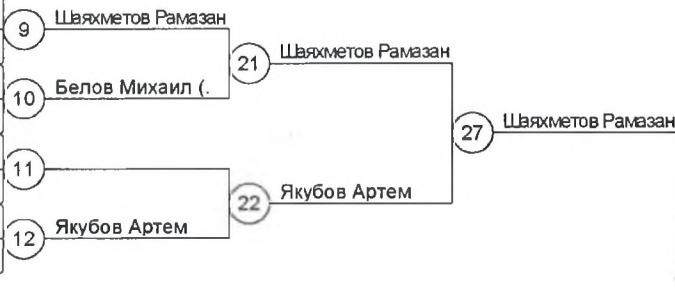 9 Шаяхметов Рамазан
21 Шаяхметов Рамазан
10 Белов Михаил (.
27 Шаяхметов Рамазан
11
22 Якубов Артем
12 Якубов Артем